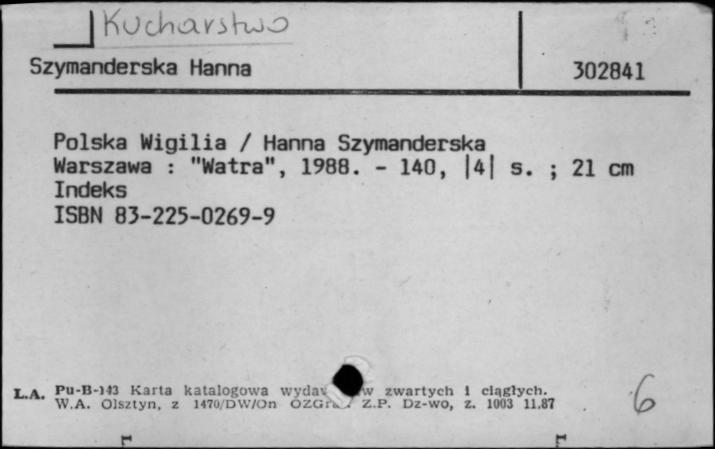 Kucharstwo
Szymanderska Hanna
302841
Polska Wigilia / Hanna Szymanderska
Warszawa : "Watra", 1988. - 140, |4| s. ; 21 cm
Indeks
ISBN 83-225-0269-9
L.A. Pu-B-143 Karta katalogowa zwartych i ciągłych.
W.A. Olsztyn, z 1470/DW/On Z.P. Dz-wo, z. 1003 11.87
6